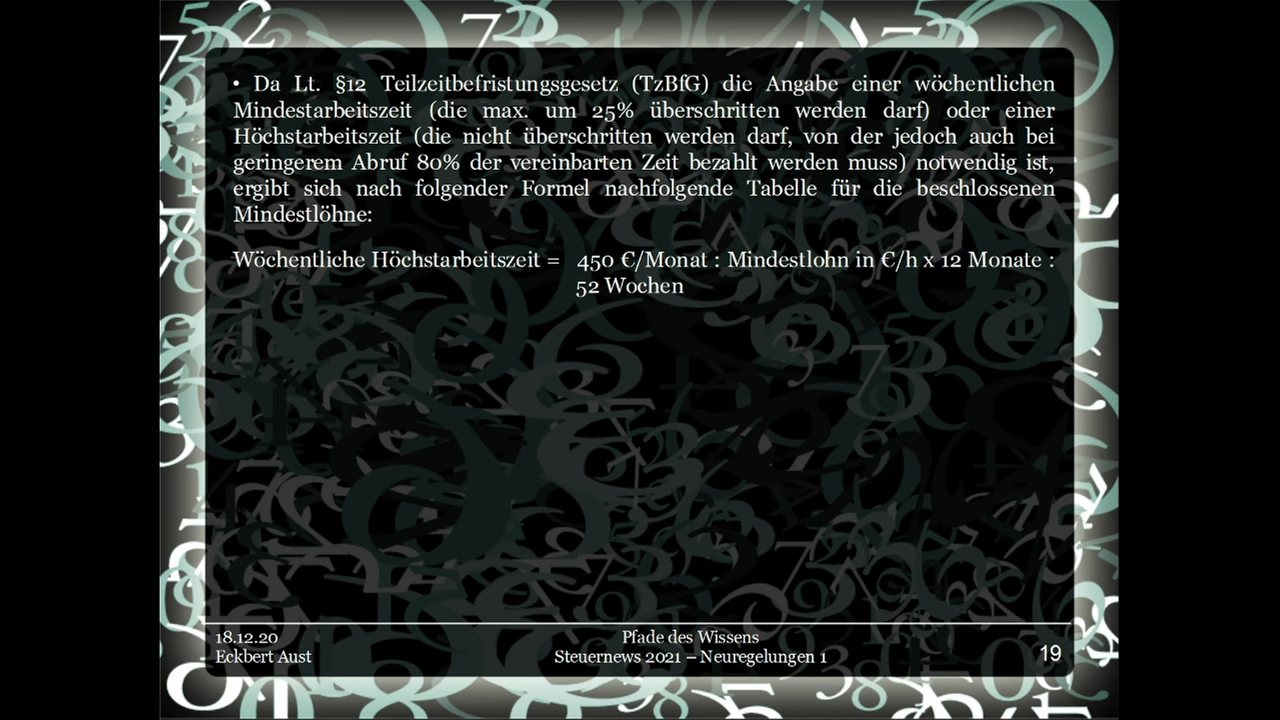 • Da Lt. §12 Teilzeitbefristungsgesetz (TzBfG) die Angabe einer wöchentlichen
Mindestarbeitszeit (die max. um 25% überschritten werden darf) oder einer
Höchstarbeitszeit (die nicht überschritten werden darf, von der jedoch auch bei
geringerem Abruf 80% der vereinbarten Zeit bezahlt werden muss) notwendig ist,
ergibt sich nach folgender Formel nachfolgende Tabelle für die beschlossenen
Mindestlöhne:
Wöchentliche Höchstarbeitszeit = 450 €/Monat : Mindestlohn in €/h x 12 Monate :
52 Wochen
18.12.20
Eckbert Aust
Pfade des Wissens
Steuernews 2021 – Neuregelungen 1
19